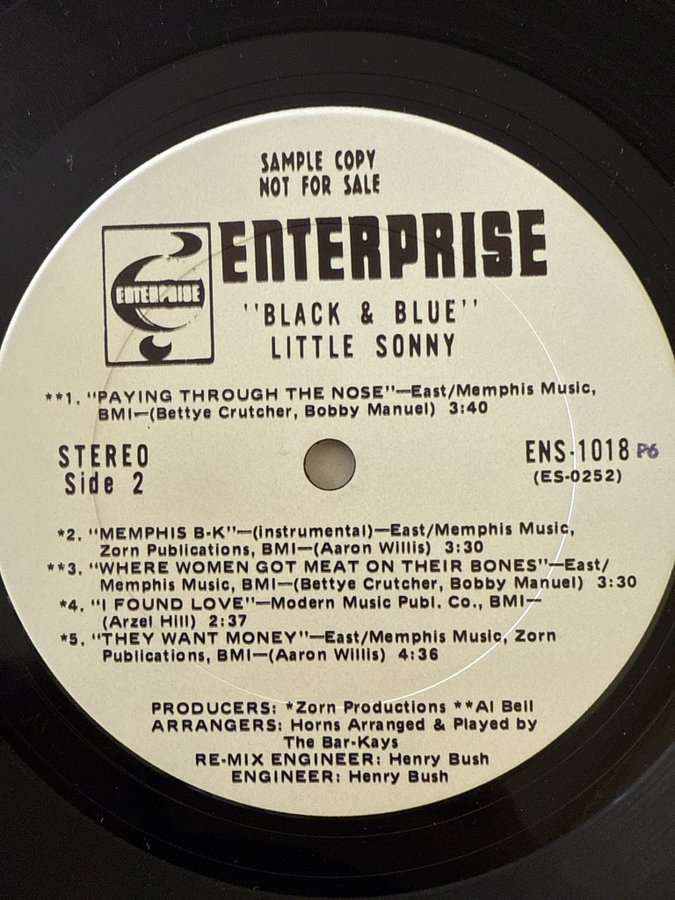 SAMPLE COPY
NOT FOR SALE
ENTERPRISE
ENTERPRISE
"BLACK & BLUE"
LITTLE SONNY
**1. "PAYING THROUGH THE NOSE"—East/Memphis Music,
BMI—(Bettye Crutcher, Bobby Manuel) 3:40
STEREO
Side 2
ENS-1018 P6
(ES-0252)
*2. "MEMPHIS B-K"—(instrumental)—East/Memphis Music,
Zorn Publications, BMI—(Aaron Willis) 3:30
**3. "WHERE WOMEN GOT MEAT ON THEIR BONES"—East/
Memphis Music, BMI—(Bettye Crutcher, Bobby Manuel) 3:30
*4. "I FOUND LOVE"—Modern Music Publ. Co., BMI—
(Arzel Hill) 2:37
*5. "THEY WANT MONEY"—East/Memphis Music, Zorn
Publications, BMI—(Aaron Willis) 4:36
PRODUCERS: *Zorn Productions **Al Bell
ARRANGERS: Horns Arranged & Played by
The Bar-Kays
RE-MIX ENGINEER: Henry Bush
ENGINEER: Henry Bush